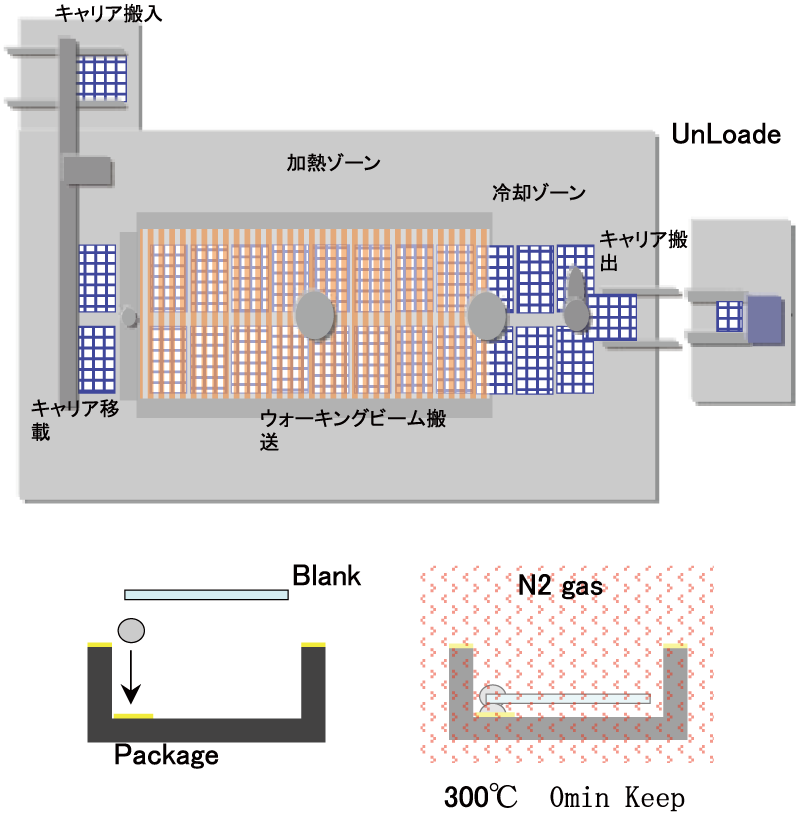 キャリア搬入
UnLoade
加熱ゾーン
冷却ゾーン
キャリア搬
出
キャリア移
載
ウォーキングビーム搬
送
Blank
N2 gas
Package
300℃ 0min Keep